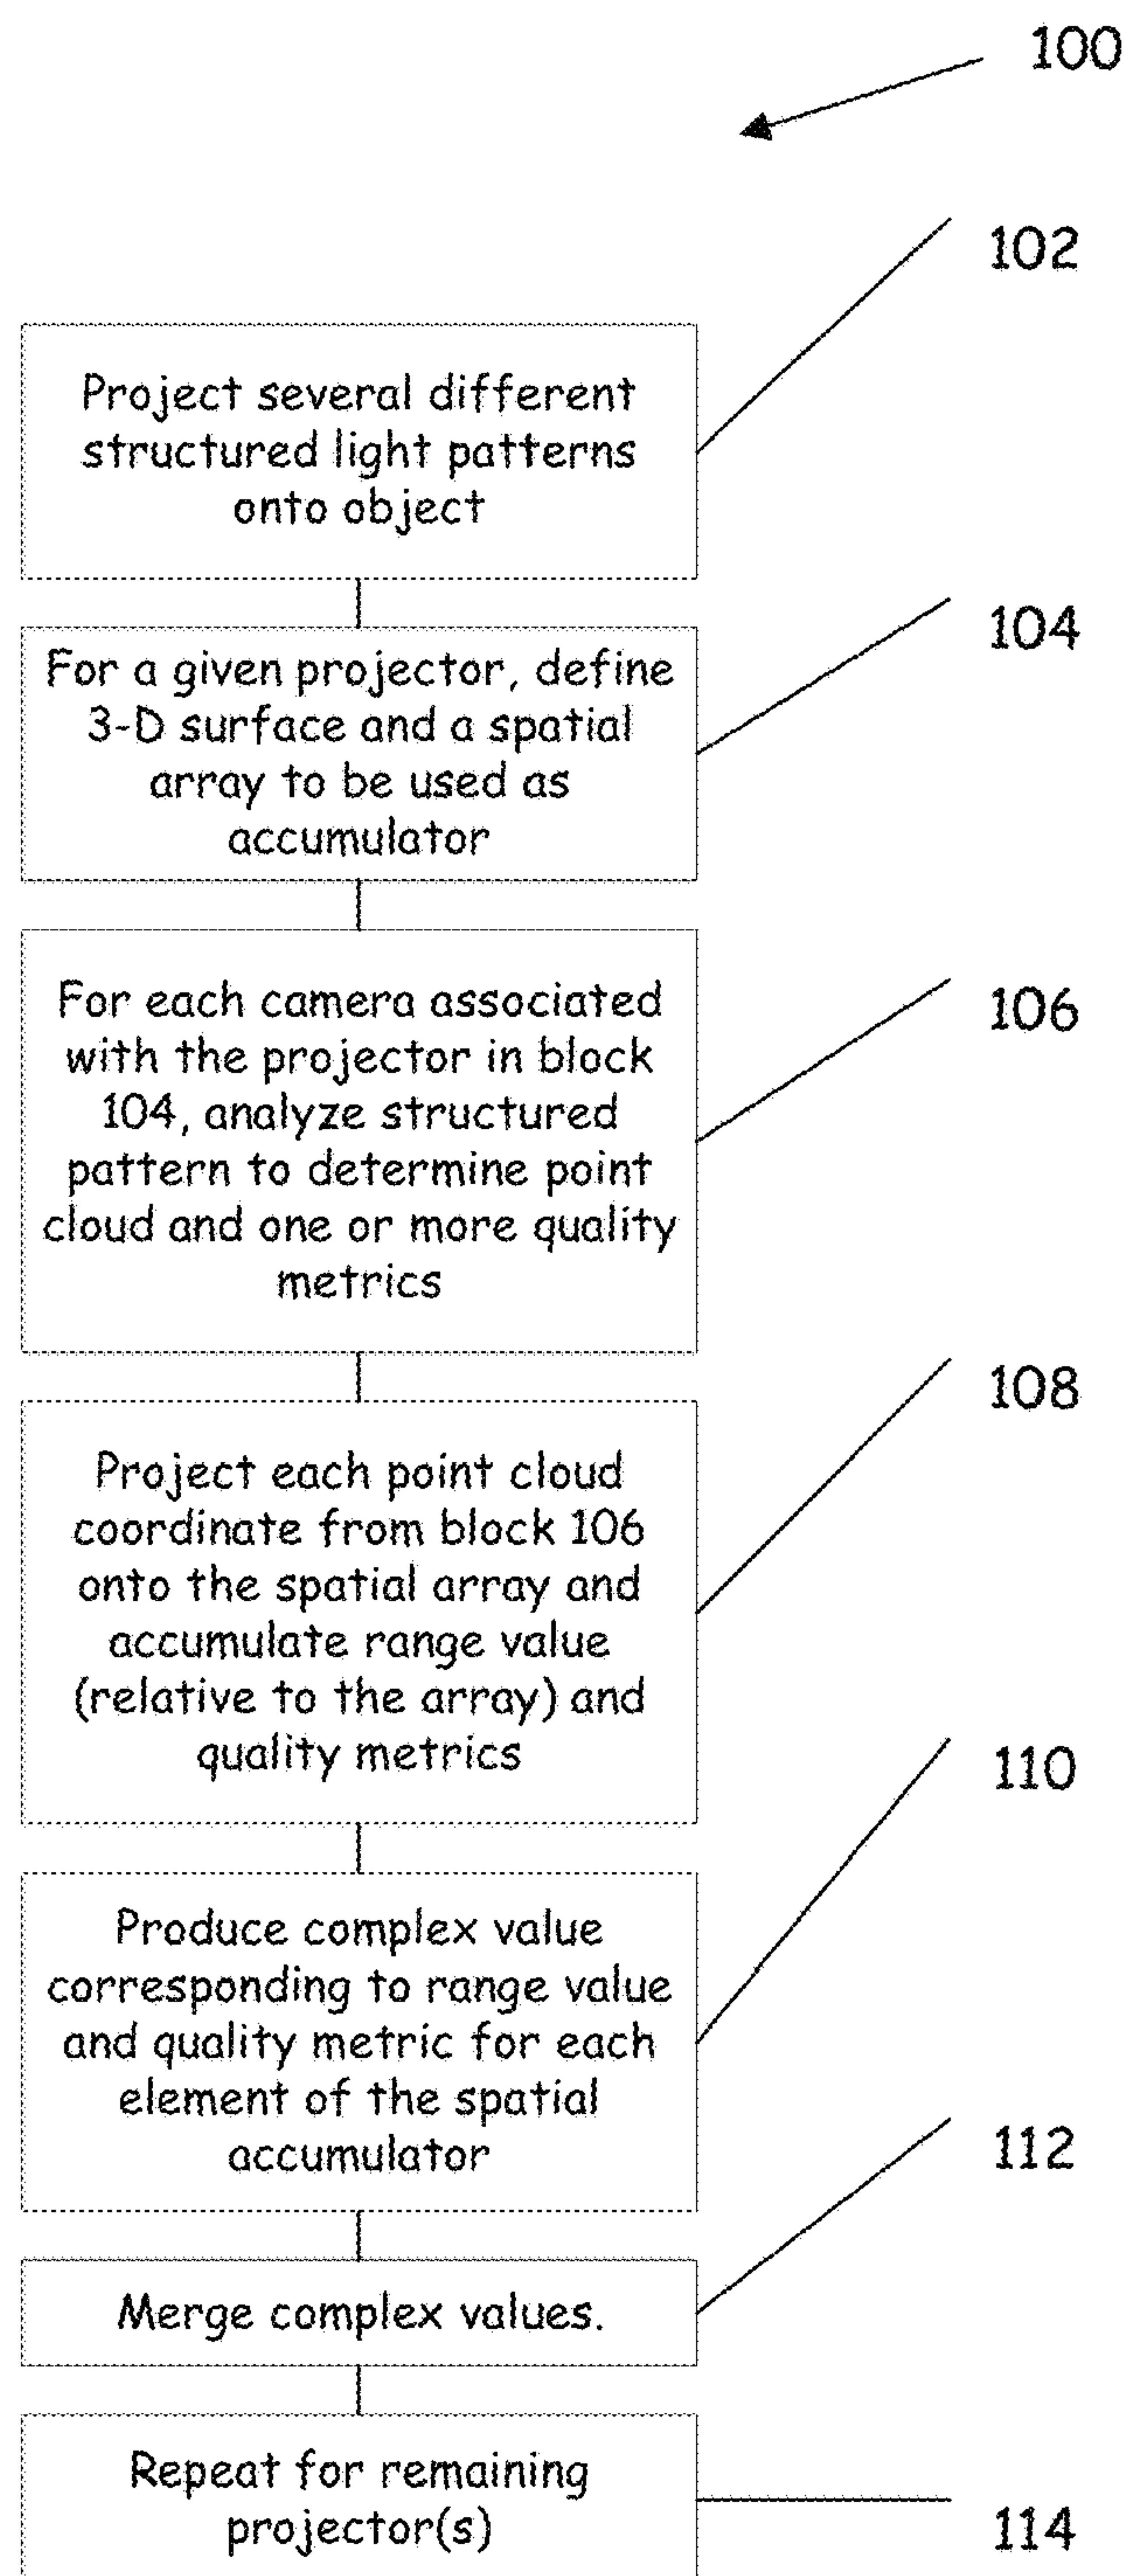 100
102
Project several different
structured light patterns
onto object
104
For a given projector, define
3-D surface and a spatial
array to be used as
accumulator
106
For each camera associated
with the projector in block
104, analyze structured
pattern to determine point
cloud and one or more quality
metrics
108
Project each point cloud
coordinate from block 106
onto the spatial array and
accumulate range value
(relative to the array) and
quality metrics
110
Produce complex value
corresponding to range value
and quality metric for each
element of the spatial
accumulator
112
Merge complex values.
Repeat for remaining
projector(s)
114